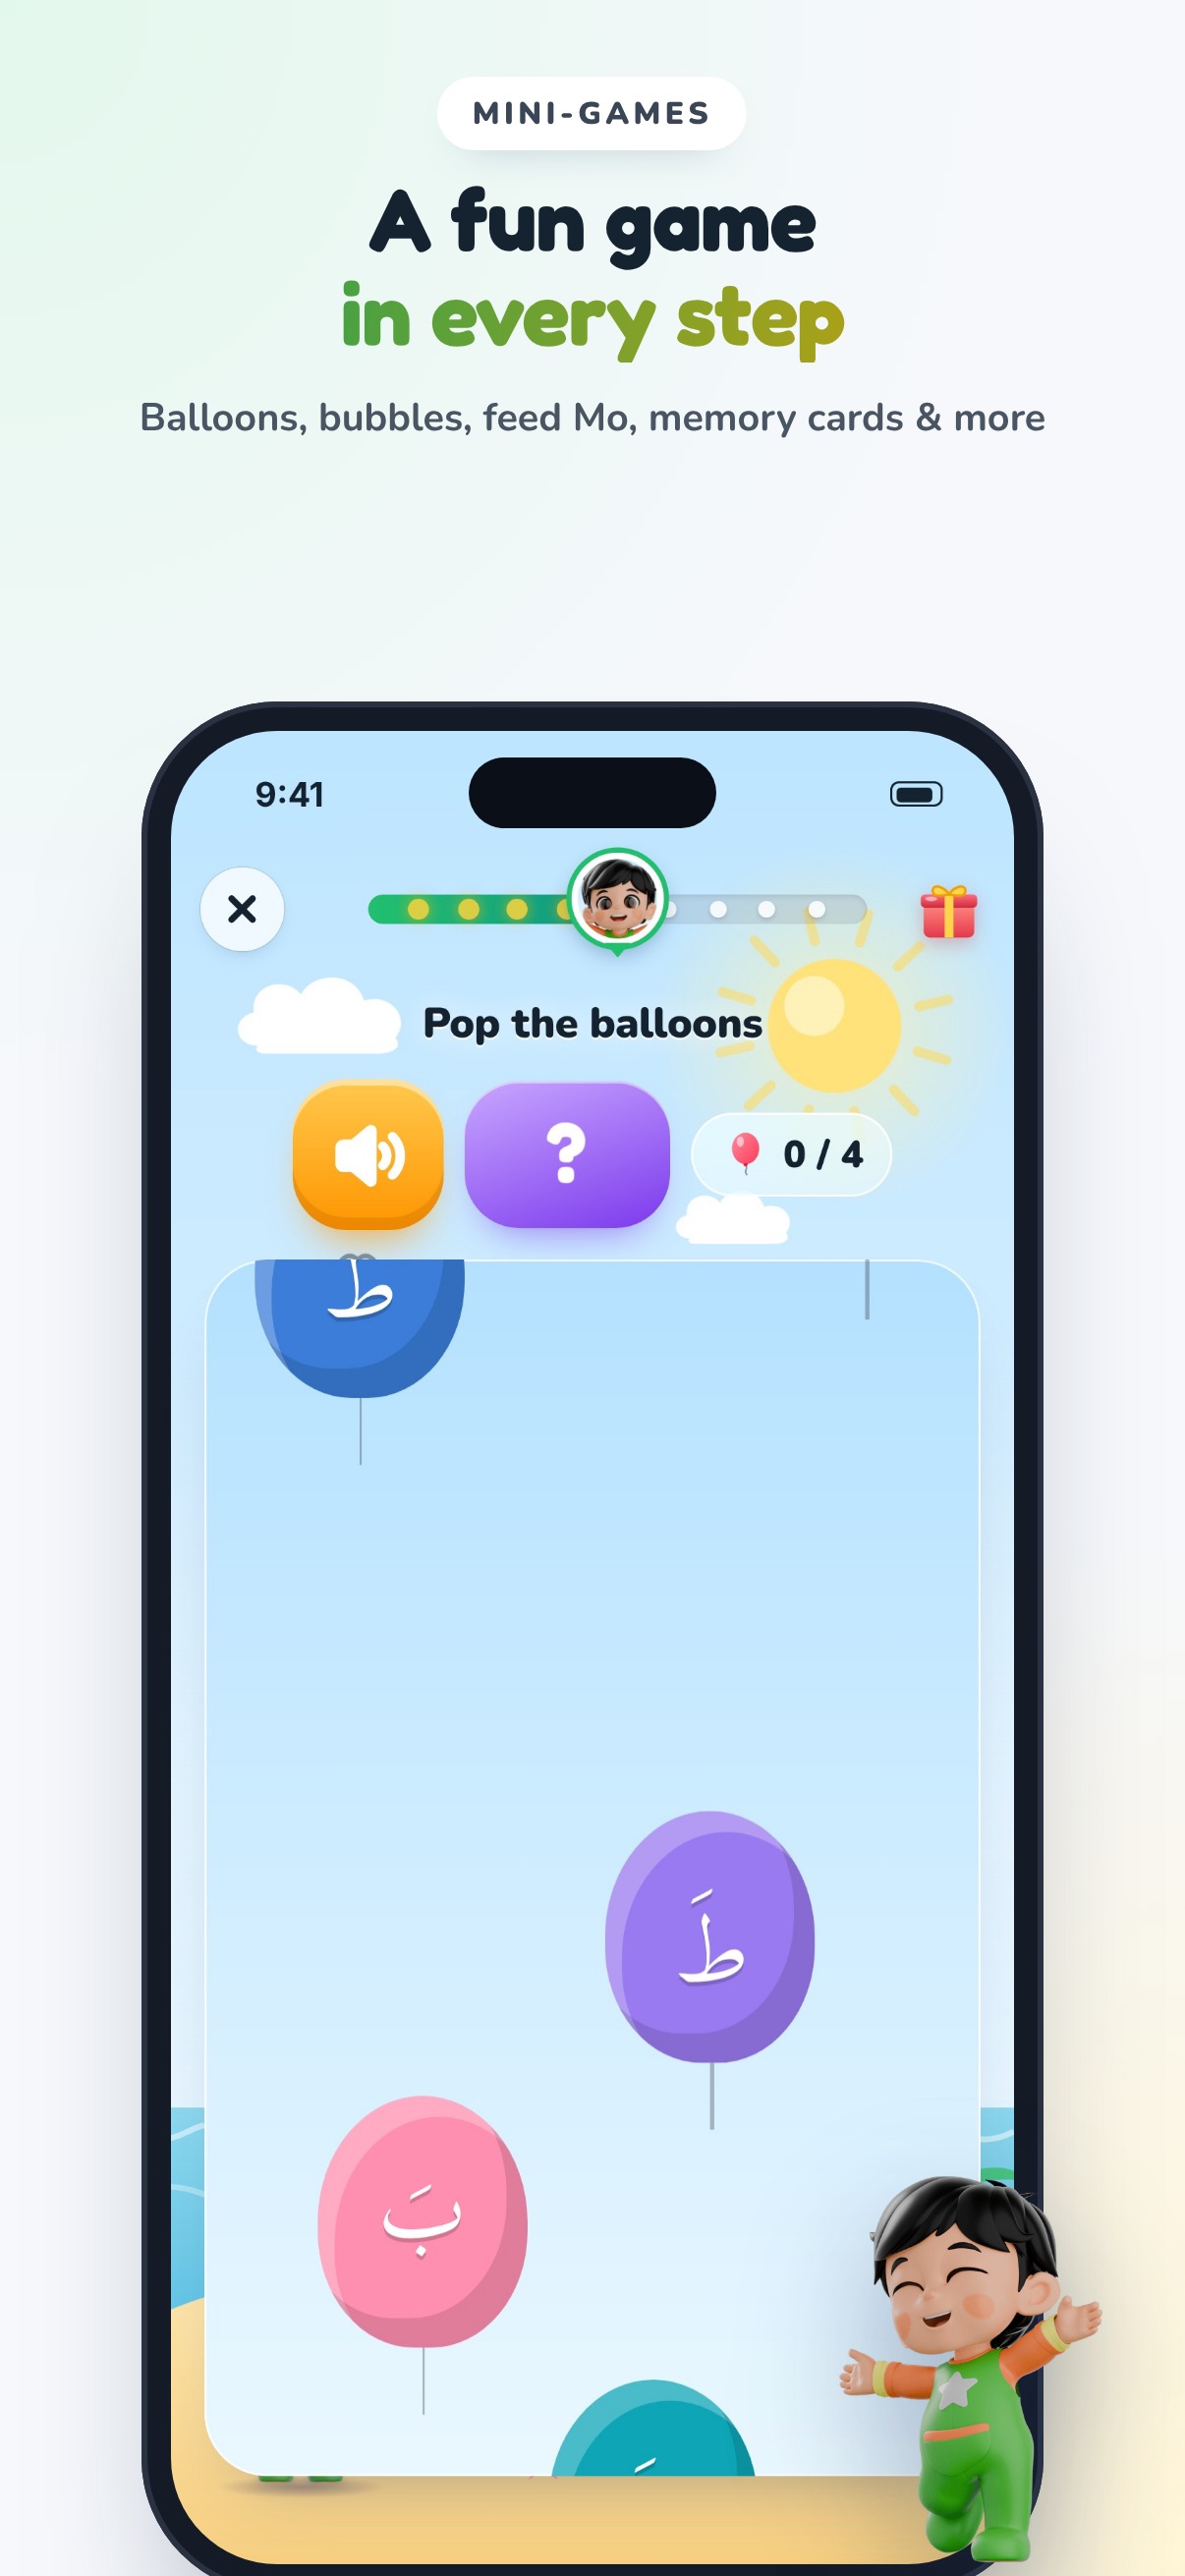 MINI-GAMES
A fun game
in every step
Balloons, bubbles, feed Mo, memory cards & more
9:41
Pop the balloons
?
0 / 4
ط
طَ
بَ